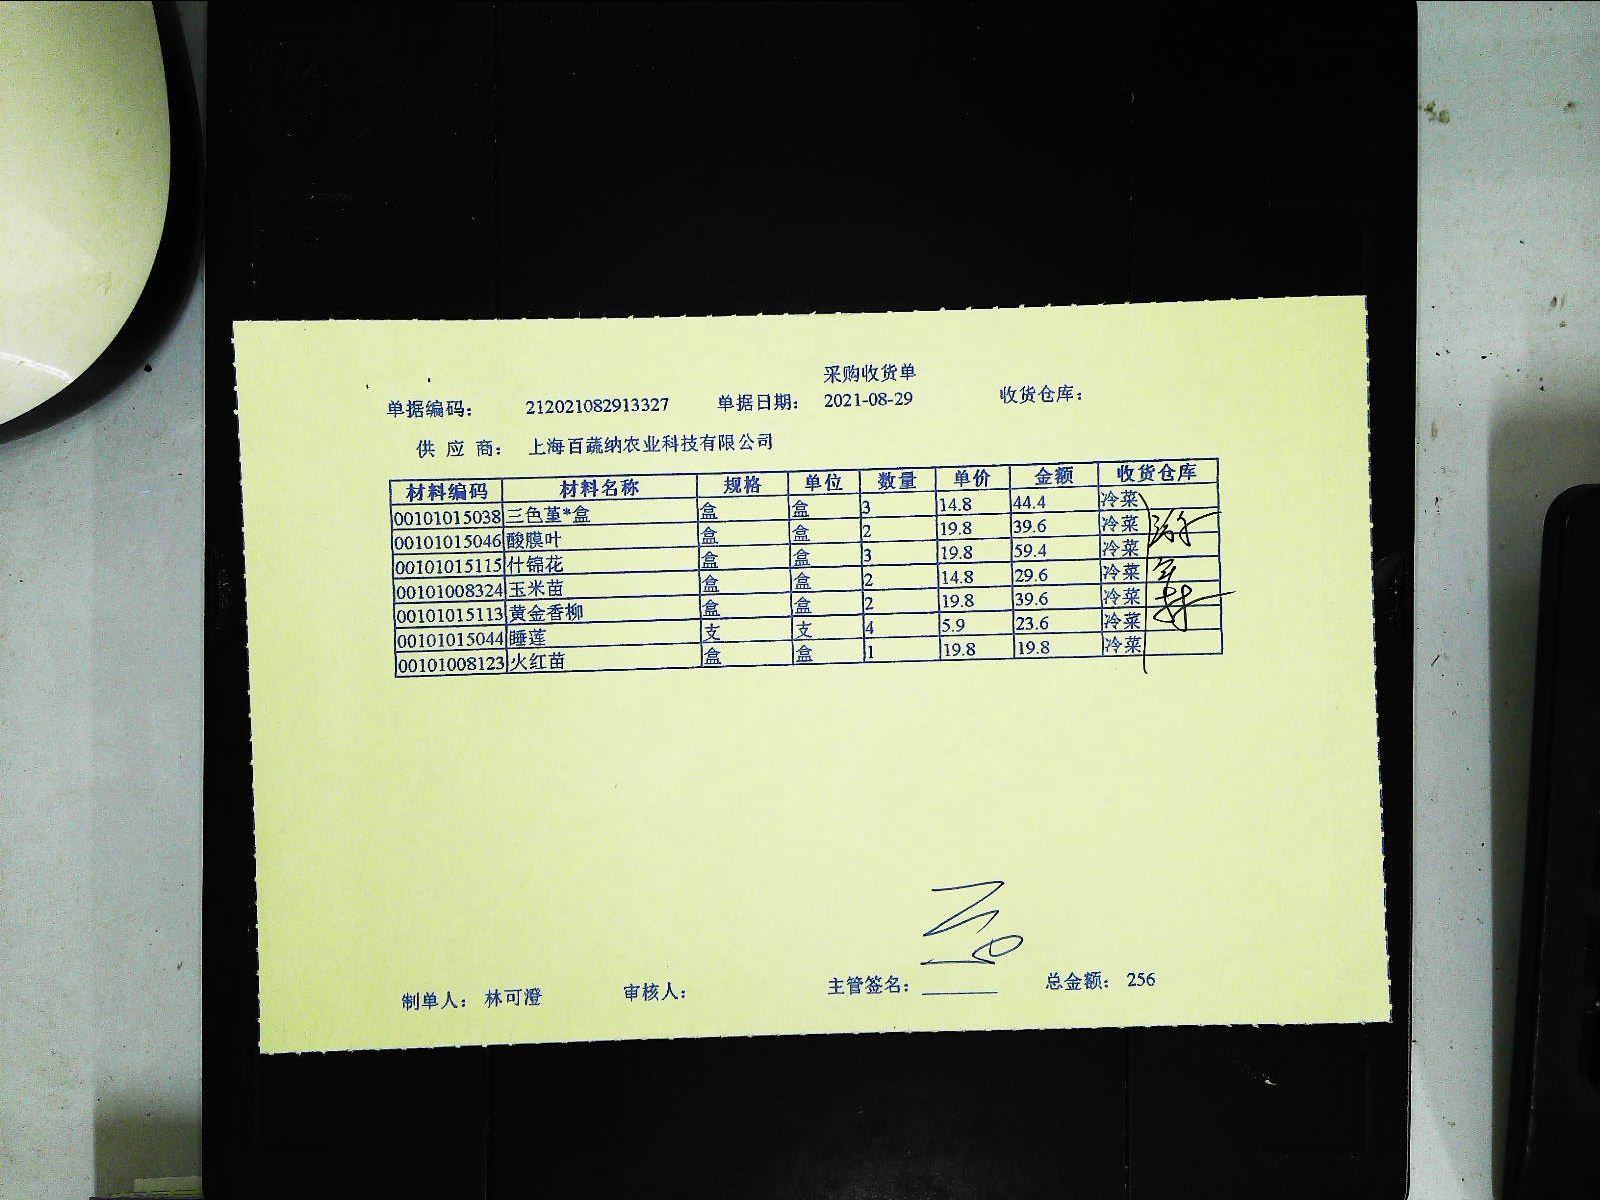 采购收货单
单据编码： 212021082913327 单据日期： 2021-08-29 收货仓库：
供 应 商： 上海百蔬纳农业科技有限公司
材料编码 材料名称 规格 单位 数量 单价 金额 收货仓库
00101015038 三色堇*盒 盒 盒 3 14.8 44.4 冷菜
00101015046 酸膜叶 盒 盒 2 19.8 39.6 冷菜
00101015115 什锦花 盒 盒 3 19.8 59.4 冷菜
00101008324 玉米苗 盒 盒 2 14.8 29.6 冷菜
00101015113 黄金香柳 盒 盒 2 19.8 39.6 冷菜
00101015044 睡莲 支 支 4 5.9 23.6 冷菜
00101008123 火红苗 盒 盒 1 19.8 19.8 冷菜
制单人： 林可澄 审核人： 主管签名： 总金额： 256